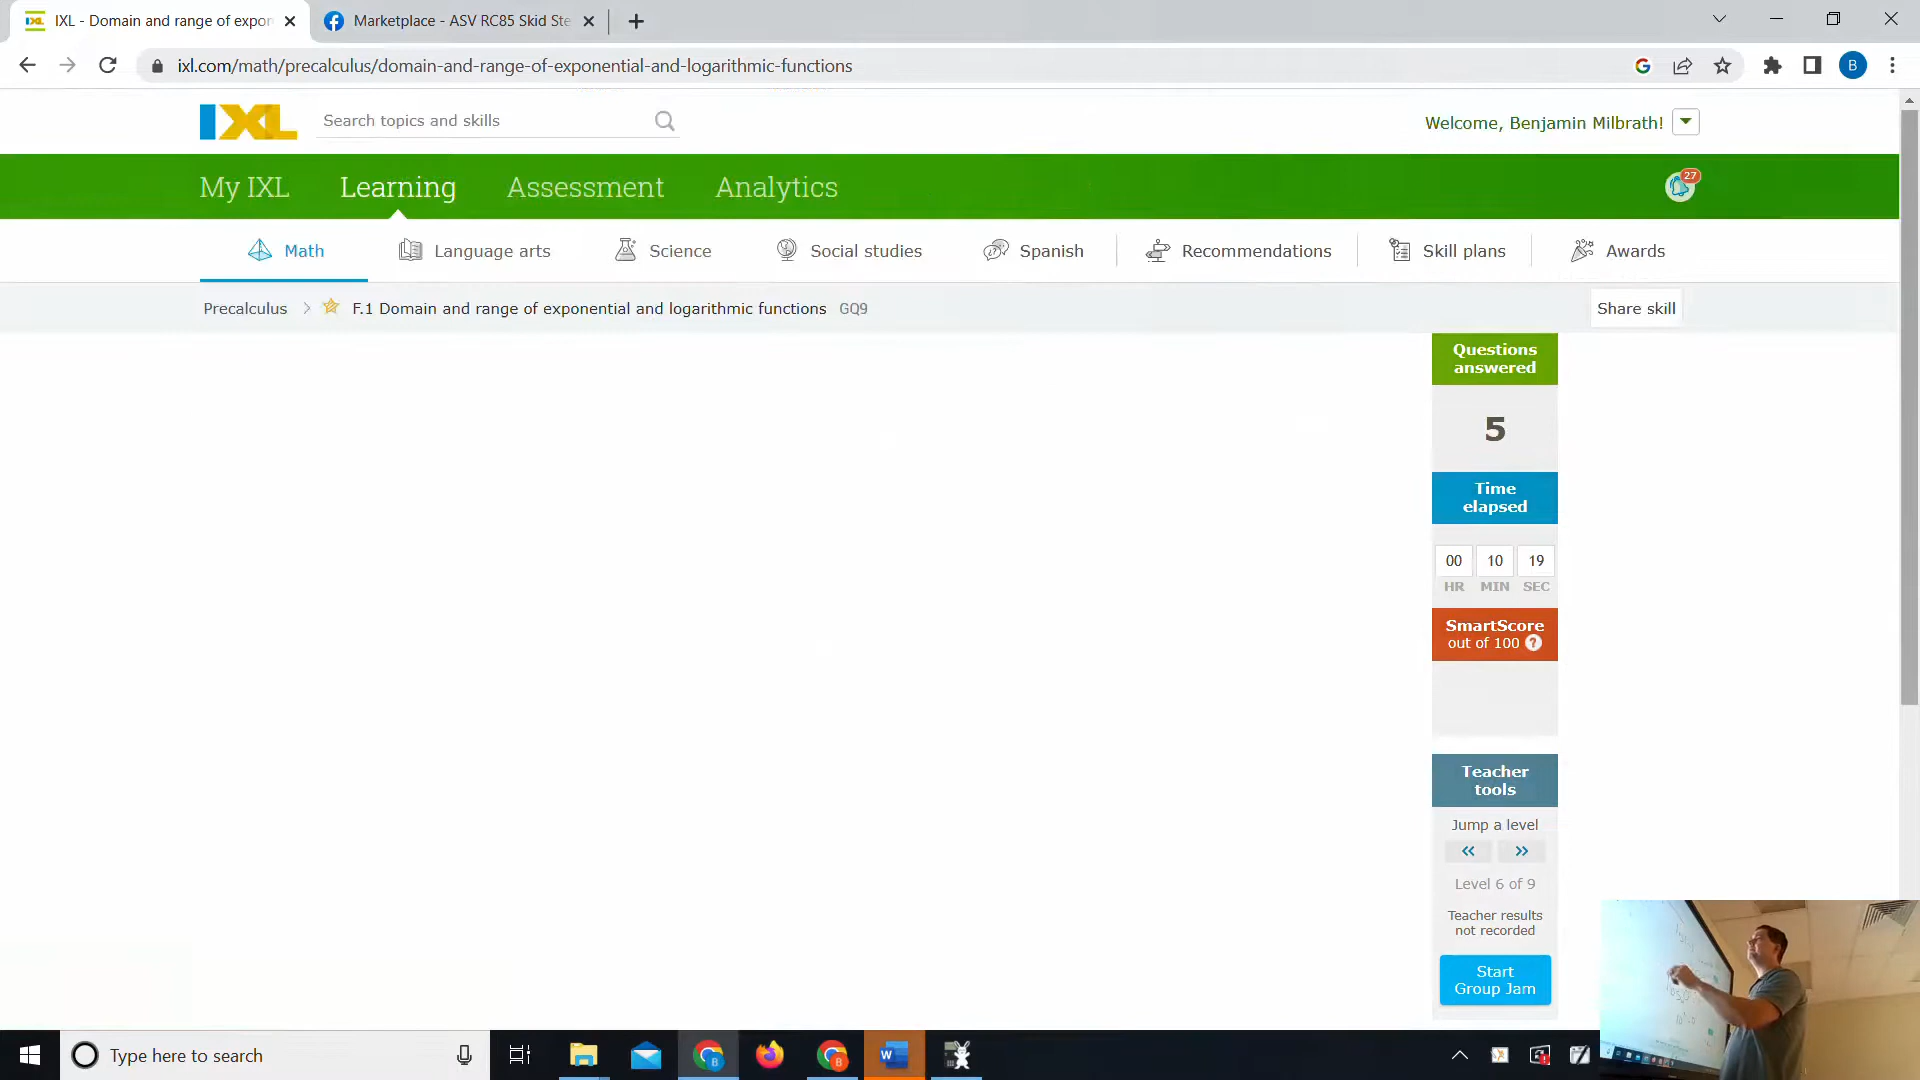 IXL - Domain and range of expon
Marketplace - ASV RC85 Skid Ste
ixl.com/math/precalculus/domain-and-range-of-exponential-and-logarithmic-functions
B
IXL
Search topics and skills
Welcome, Benjamin Milbrath!
My IXL
Learning
Assessment
Analytics
27
Math
Language arts
Science
Social studies
Spanish
Recommendations
Skill plans
Awards
Precalculus
F.1 Domain and range of exponential and logarithmic functions GQ9
Share skill
Questions
answered
5
Time
elapsed
00 10 19
HR MIN SEC
SmartScore
out of 100 ?
Teacher
tools
Jump a level
Level 6 of 9
Teacher results
not recorded
Start
Group Jam
Type here to search